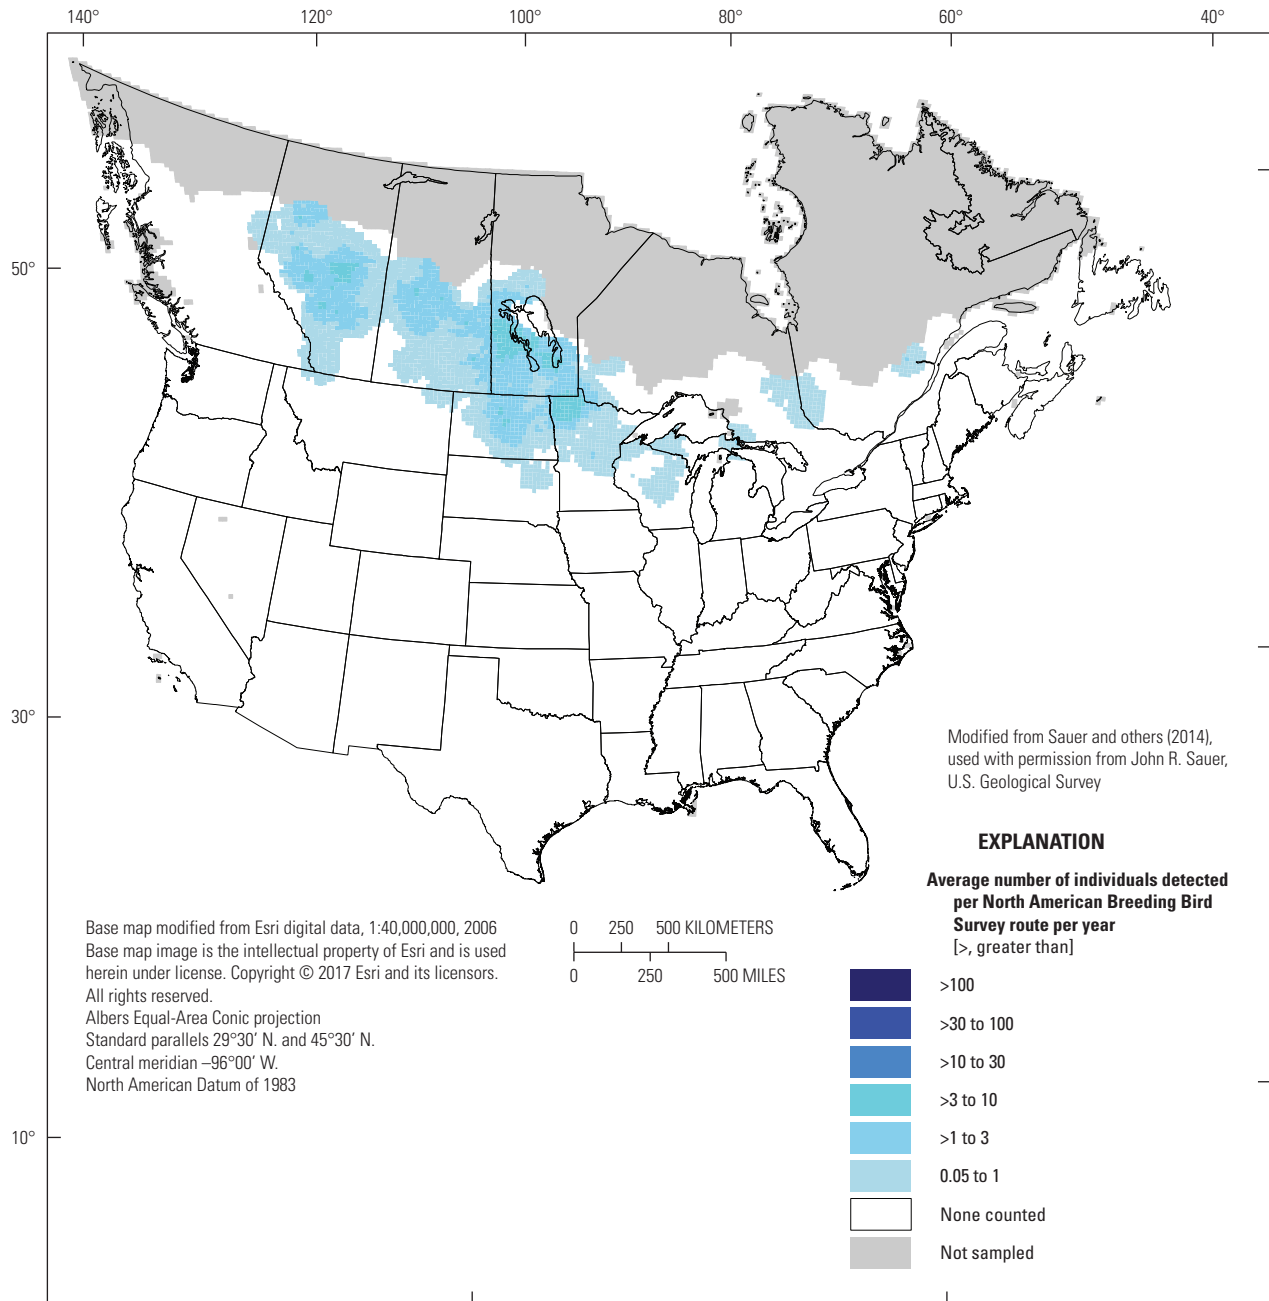 140°
120°
100°
80°
60°
40°
50°
30°
10°
Modified from Sauer and others (2014),
used with permission from John R. Sauer,
U.S. Geological Survey
EXPLANATION
Average number of individuals detected
per North American Breeding Bird
Survey route per year
[>, greater than]
>100
>30 to 100
>10 to 30
>3 to 10
>1 to 3
0.05 to 1
None counted
Not sampled
Base map modified from Esri digital data, 1:40,000,000, 2006
Base map image is the intellectual property of Esri and is used
herein under license. Copyright © 2017 Esri and its licensors.
All rights reserved.
Albers Equal-Area Conic projection
Standard parallels 29°30′ N. and 45°30′ N.
Central meridian –96°00′ W.
North American Datum of 1983
0 250 500 KILOMETERS
0 250 500 MILES